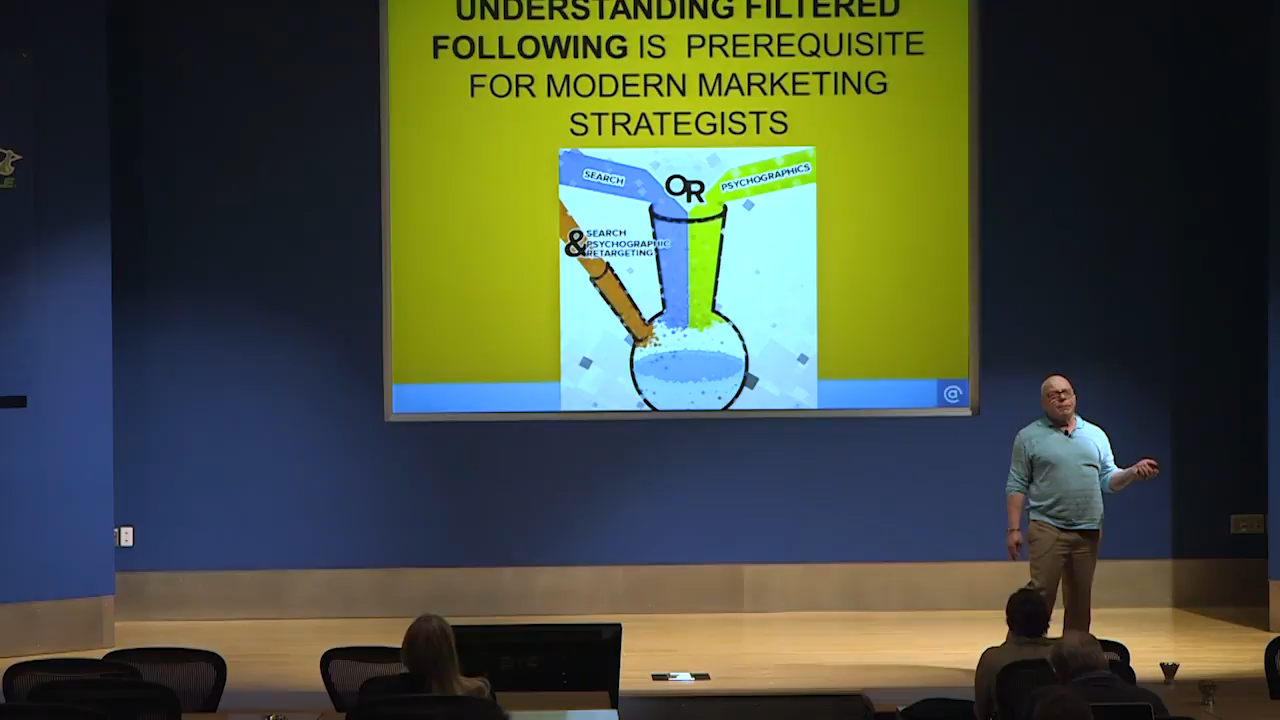 UNDERSTANDING FILTERED
FOLLOWING IS PREREQUISITE
FOR MODERN MARKETING
STRATEGISTS
SEARCH
OR
PSYCHOGRAPHICS
&
SEARCH
PSYCHOGRAPHIC
RETARGETING
@